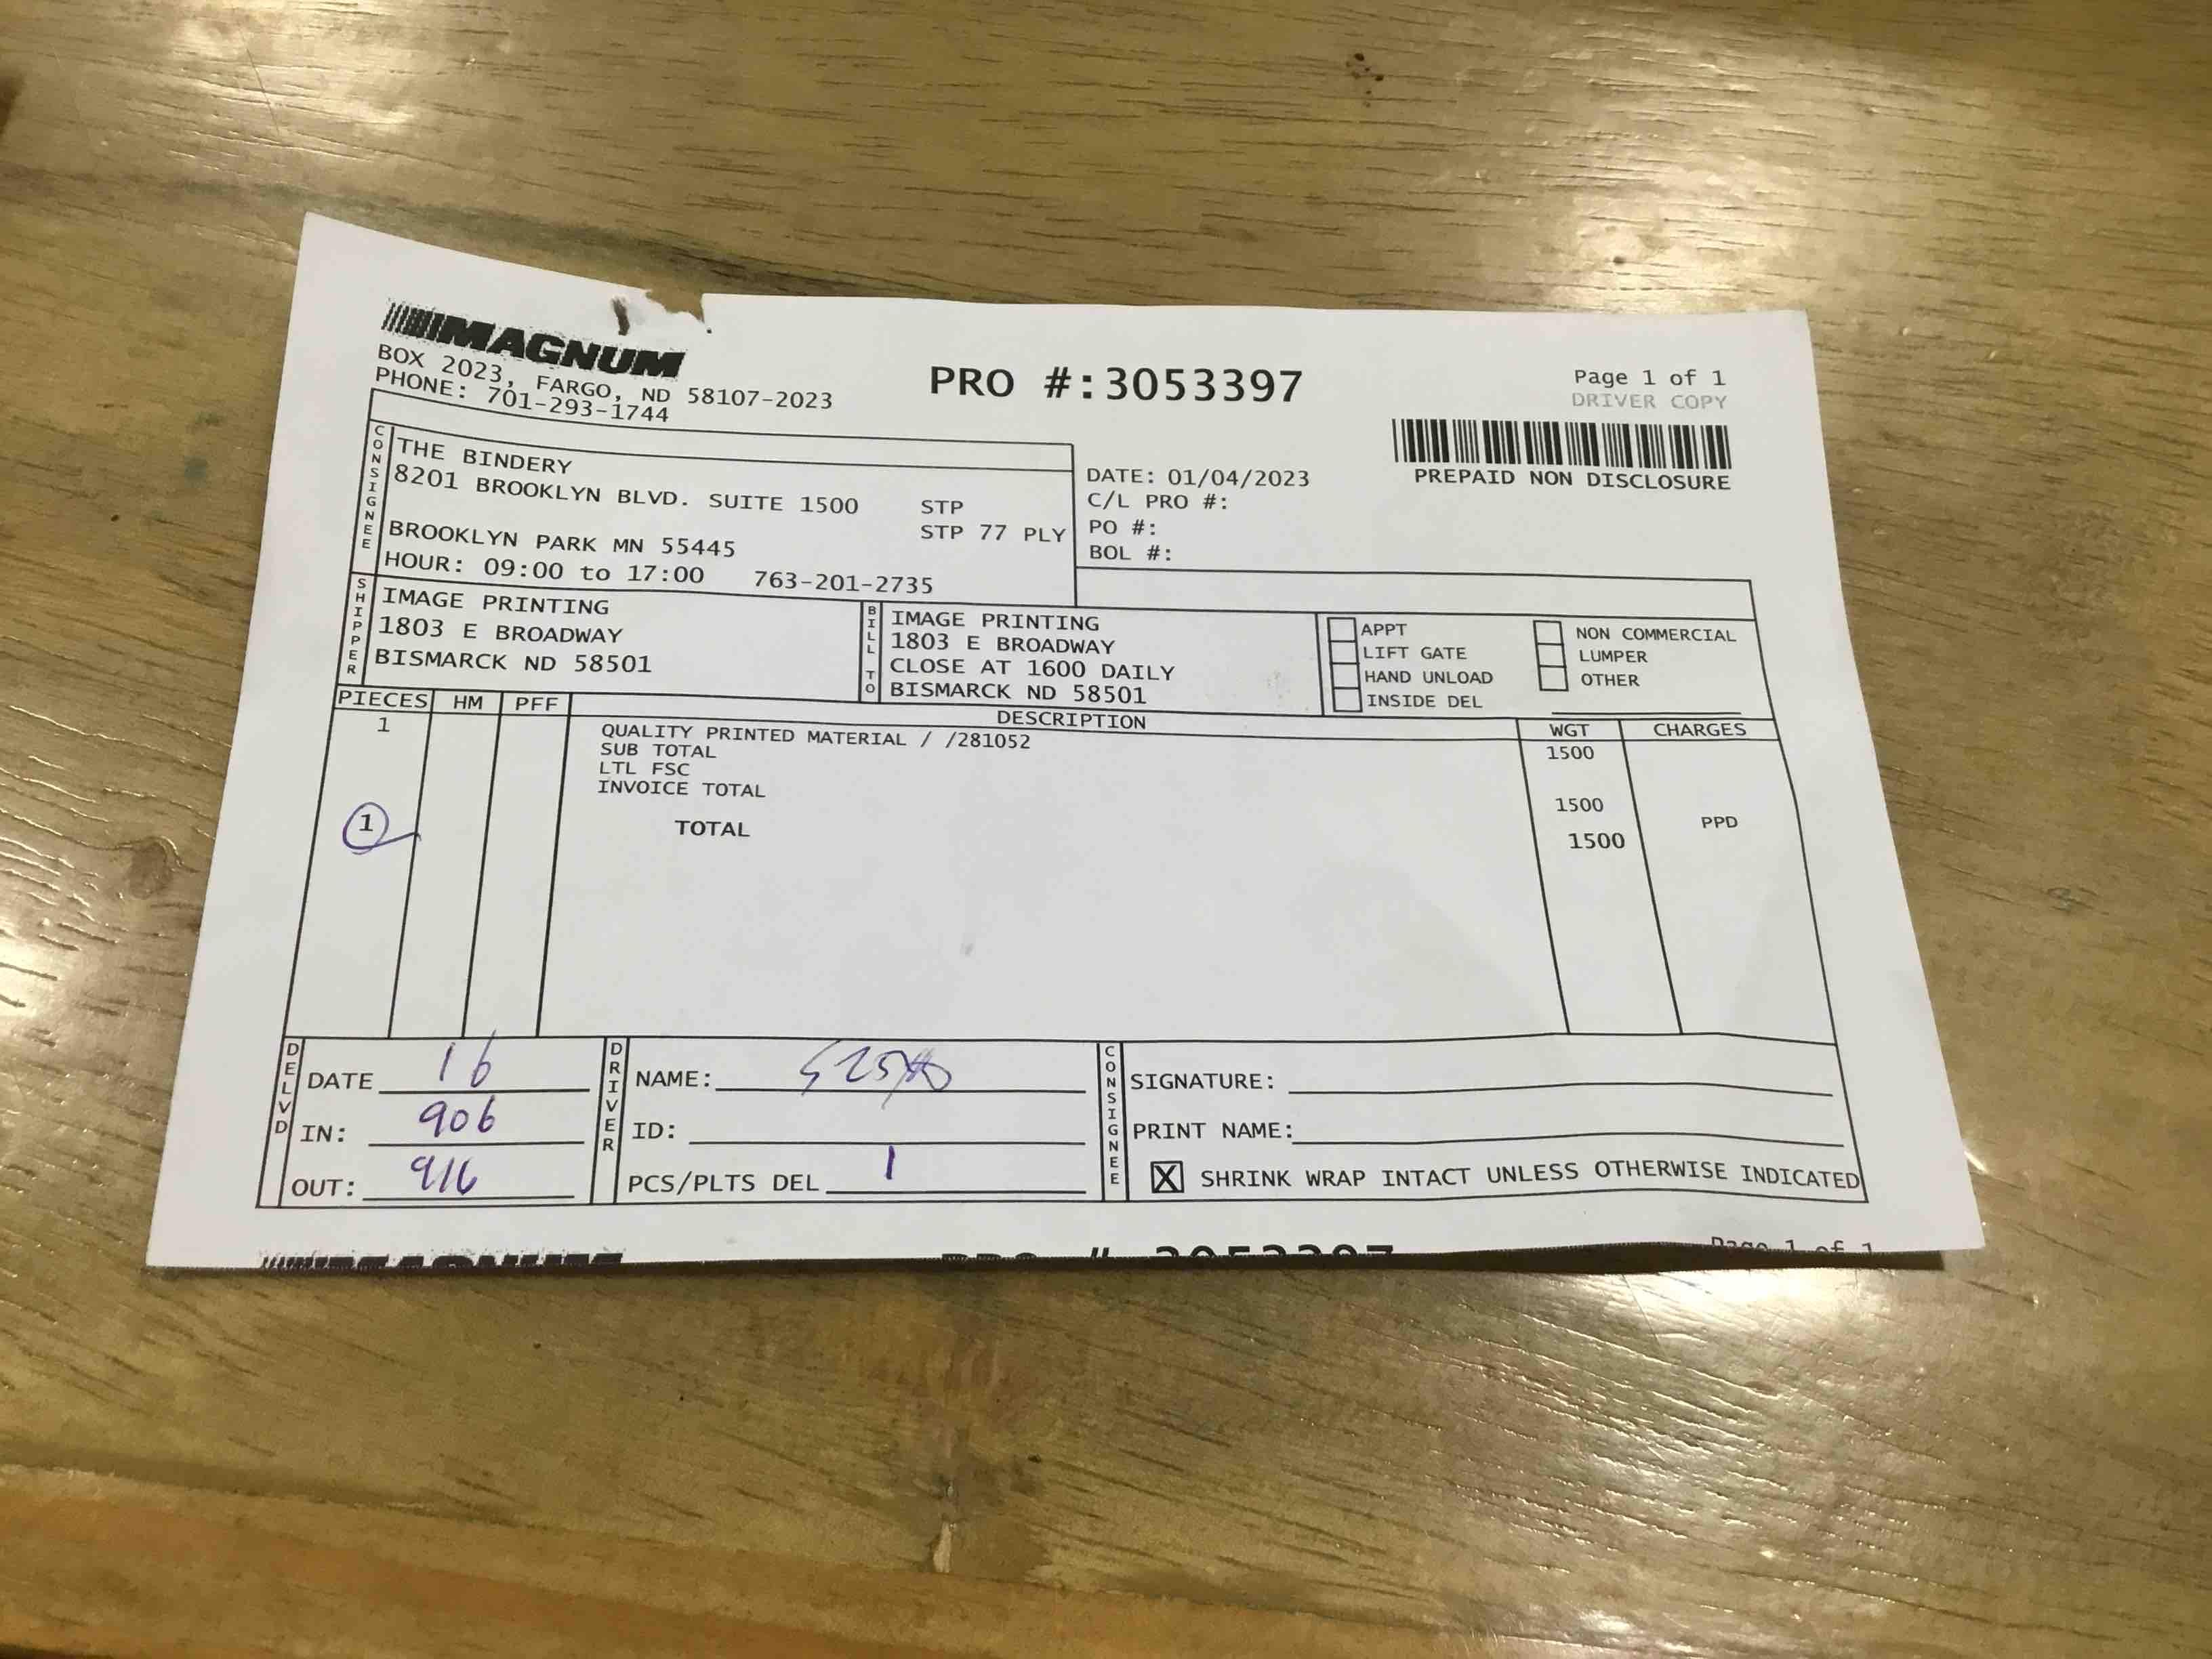 MAGNUM
BOX 2023, FARGO, ND 58107-2023
PHONE: 701-293-1744
PRO #:3053397
Page 1 of 1
DRIVER COPY
PREPAID NON DISCLOSURE
CONSIGNEE
THE BINDERY
8201 BROOKLYN BLVD. SUITE 1500 STP
STP 77 PLY
BROOKLYN PARK MN 55445
HOUR: 09:00 to 17:00 763-201-2735
DATE: 01/04/2023
C/L PRO #:
PO #:
BOL #:
SHIPPER
IMAGE PRINTING
1803 E BROADWAY
BISMARCK ND 58501
BILL TO
IMAGE PRINTING
1803 E BROADWAY
CLOSE AT 1600 DAILY
BISMARCK ND 58501
APPT
LIFT GATE
HAND UNLOAD
INSIDE DEL
NON COMMERCIAL
LUMPER
OTHER
PIECES HM PFF DESCRIPTION WGT CHARGES
1 QUALITY PRINTED MATERIAL / /281052 1500
SUB TOTAL
LTL FSC
INVOICE TOTAL 1500
1 TOTAL 1500 PPD
DELVD
DATE 16
IN: 906
OUT: 916
DRIVER
NAME:
ID:
PCS/PLTS DEL 1
CONSIGNEE
SIGNATURE:
PRINT NAME:
X SHRINK WRAP INTACT UNLESS OTHERWISE INDICATED
MAGNUM PRO # 3053397 Page 1 of 1